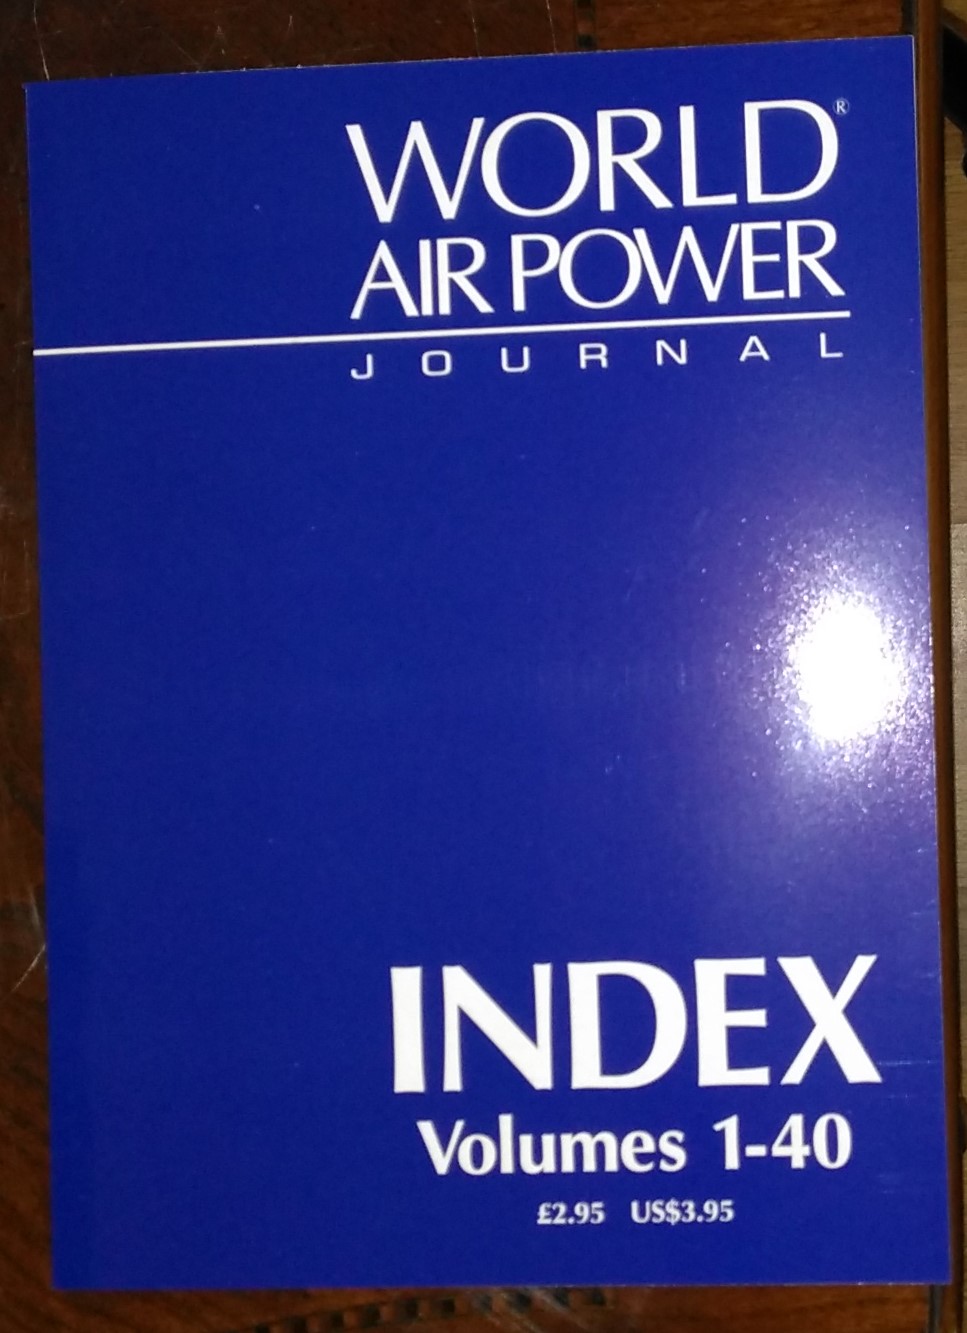 WORLD®
AIR POWER
JOURNAL
INDEX
Volumes 1-40
£2.95 US$3.95